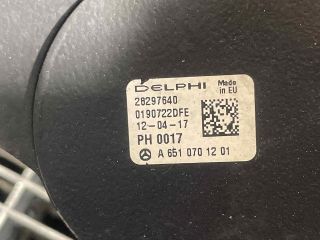 DELPHI Made in EU
28297640
0190722DFE
12-04-17
PH 0017
A 651 070 12 01